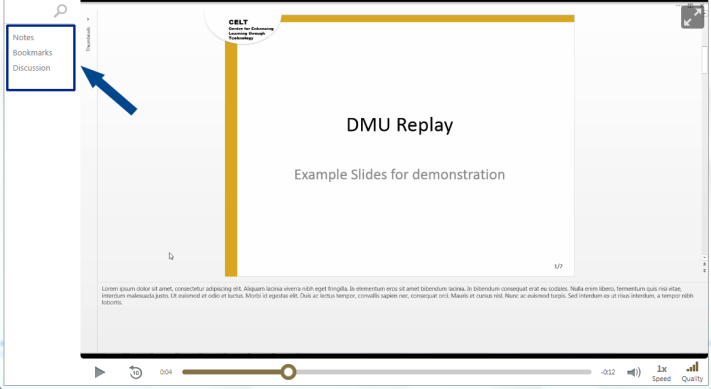 Notes
Bookmarks
Discussion
Thumbnails
CELT
Centre for Enhancing
Learning through
Technology
DMU Replay
Example Slides for demonstration
1/7
Lorem ipsum dolor sit amet, consectetur adipiscing elit. Aliquam lacinia viverra nibh eget fringilla. In elementum eros sit amet bibendum lacinia. In bibendum consequat erat eu sodales. Nulla enim libero, fermentum quis nisi vitae,
interdum malesuada justo. Ut euismod et odio et luctus. Morbi id egestas elit. Duis ac lectus tempor, convallis sapien nec, consequat orci. Mauris et cursus nisl. Nunc ac euismod turpis. Sed interdum ex ut risus interdum, a tempor nibh
lobortis.
10
0:04
-0:12
1x
Speed
Quality